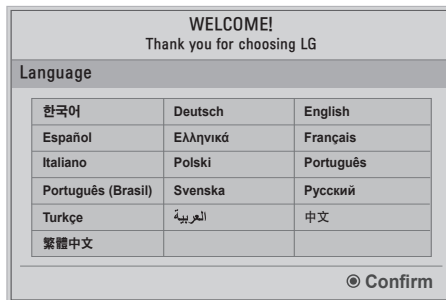 WELCOME!
Thank you for choosing LG
Language
한국어 Deutsch English
Español Ελληνικά Français
Italiano Polski Português
Português (Brasil) Svenska Русский
Turkçe العربية 中文
繁體中文
◉ Confirm